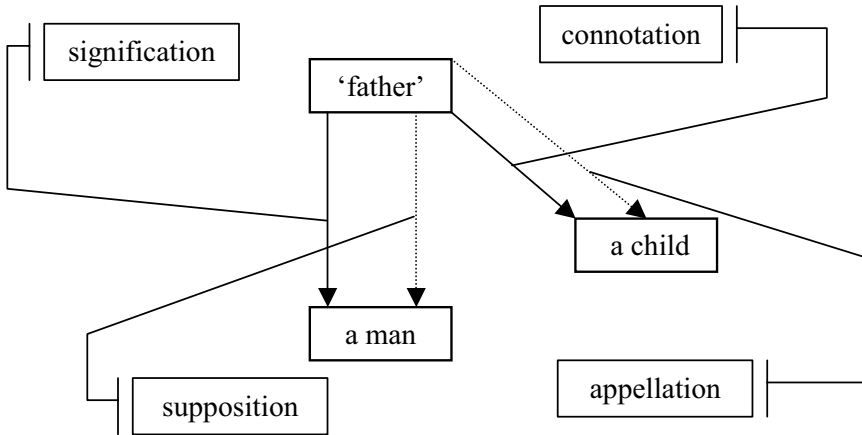 signification
connotation
‘father’
a child
a man
supposition
appellation